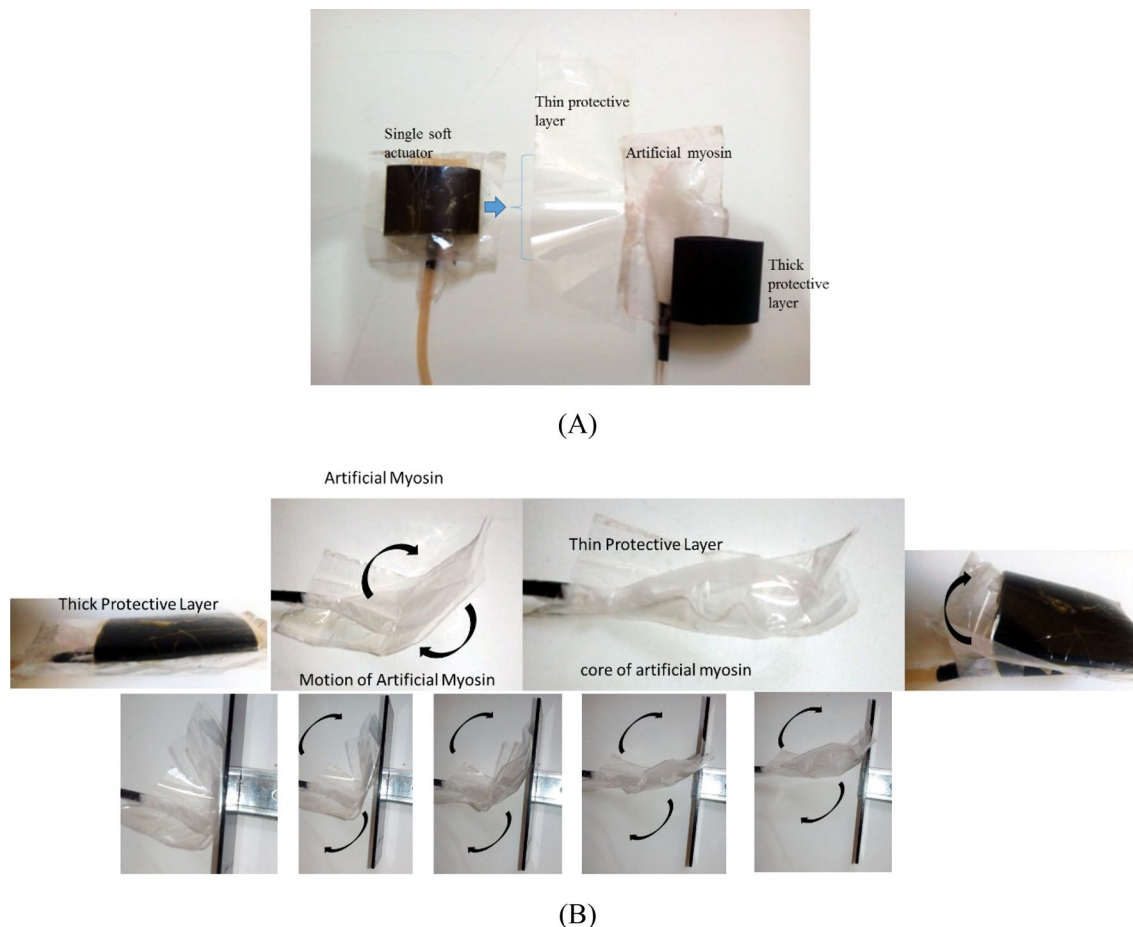 Thin protective
layer
Single soft
actuator
Artificial myosin
Thick
protective
layer
(A)
Artificial Myosin
Thin Protective Layer
Thick Protective Layer
Motion of Artificial Myosin
core of artificial myosin
(B)